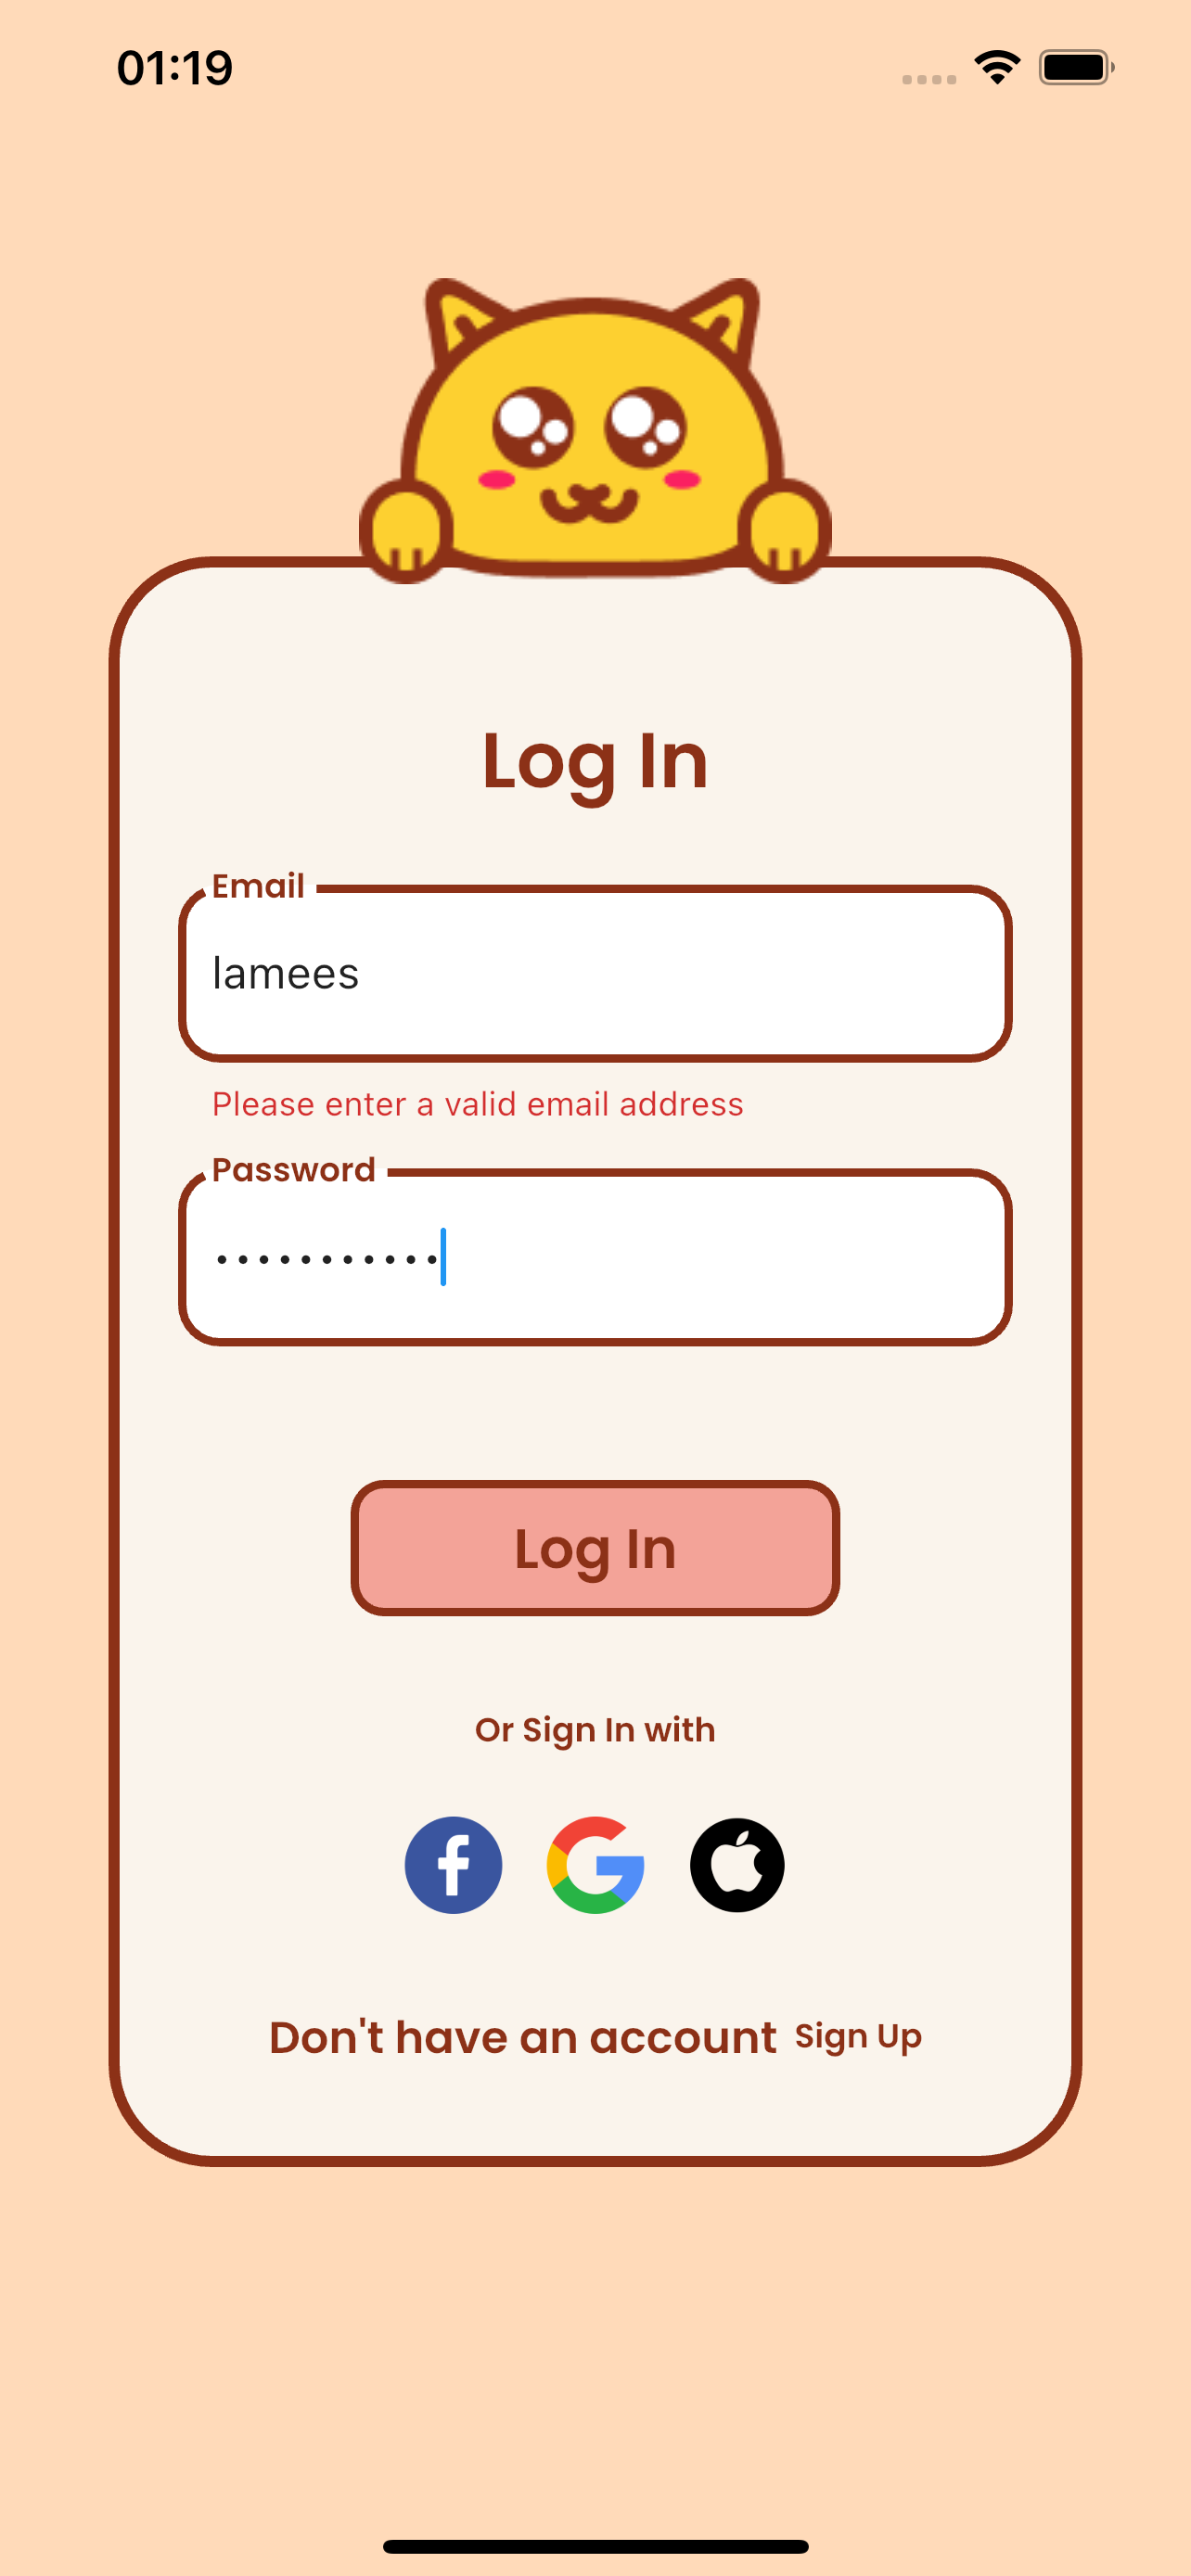 01:19
Log In
Email
lamees
Please enter a valid email address
Password
•••••••••••
Log In
Or Sign In with
Don't have an account Sign Up